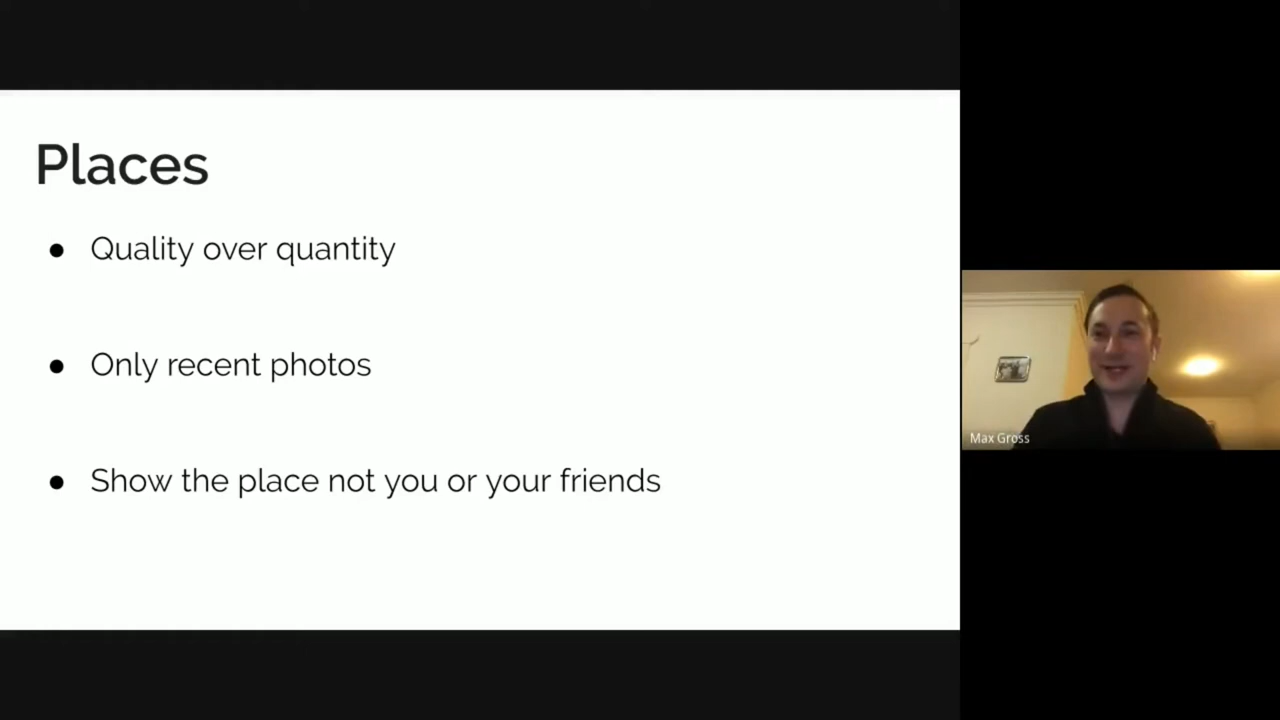 Places
● Quality over quantity
● Only recent photos
● Show the place not you or your friends
Max Gross